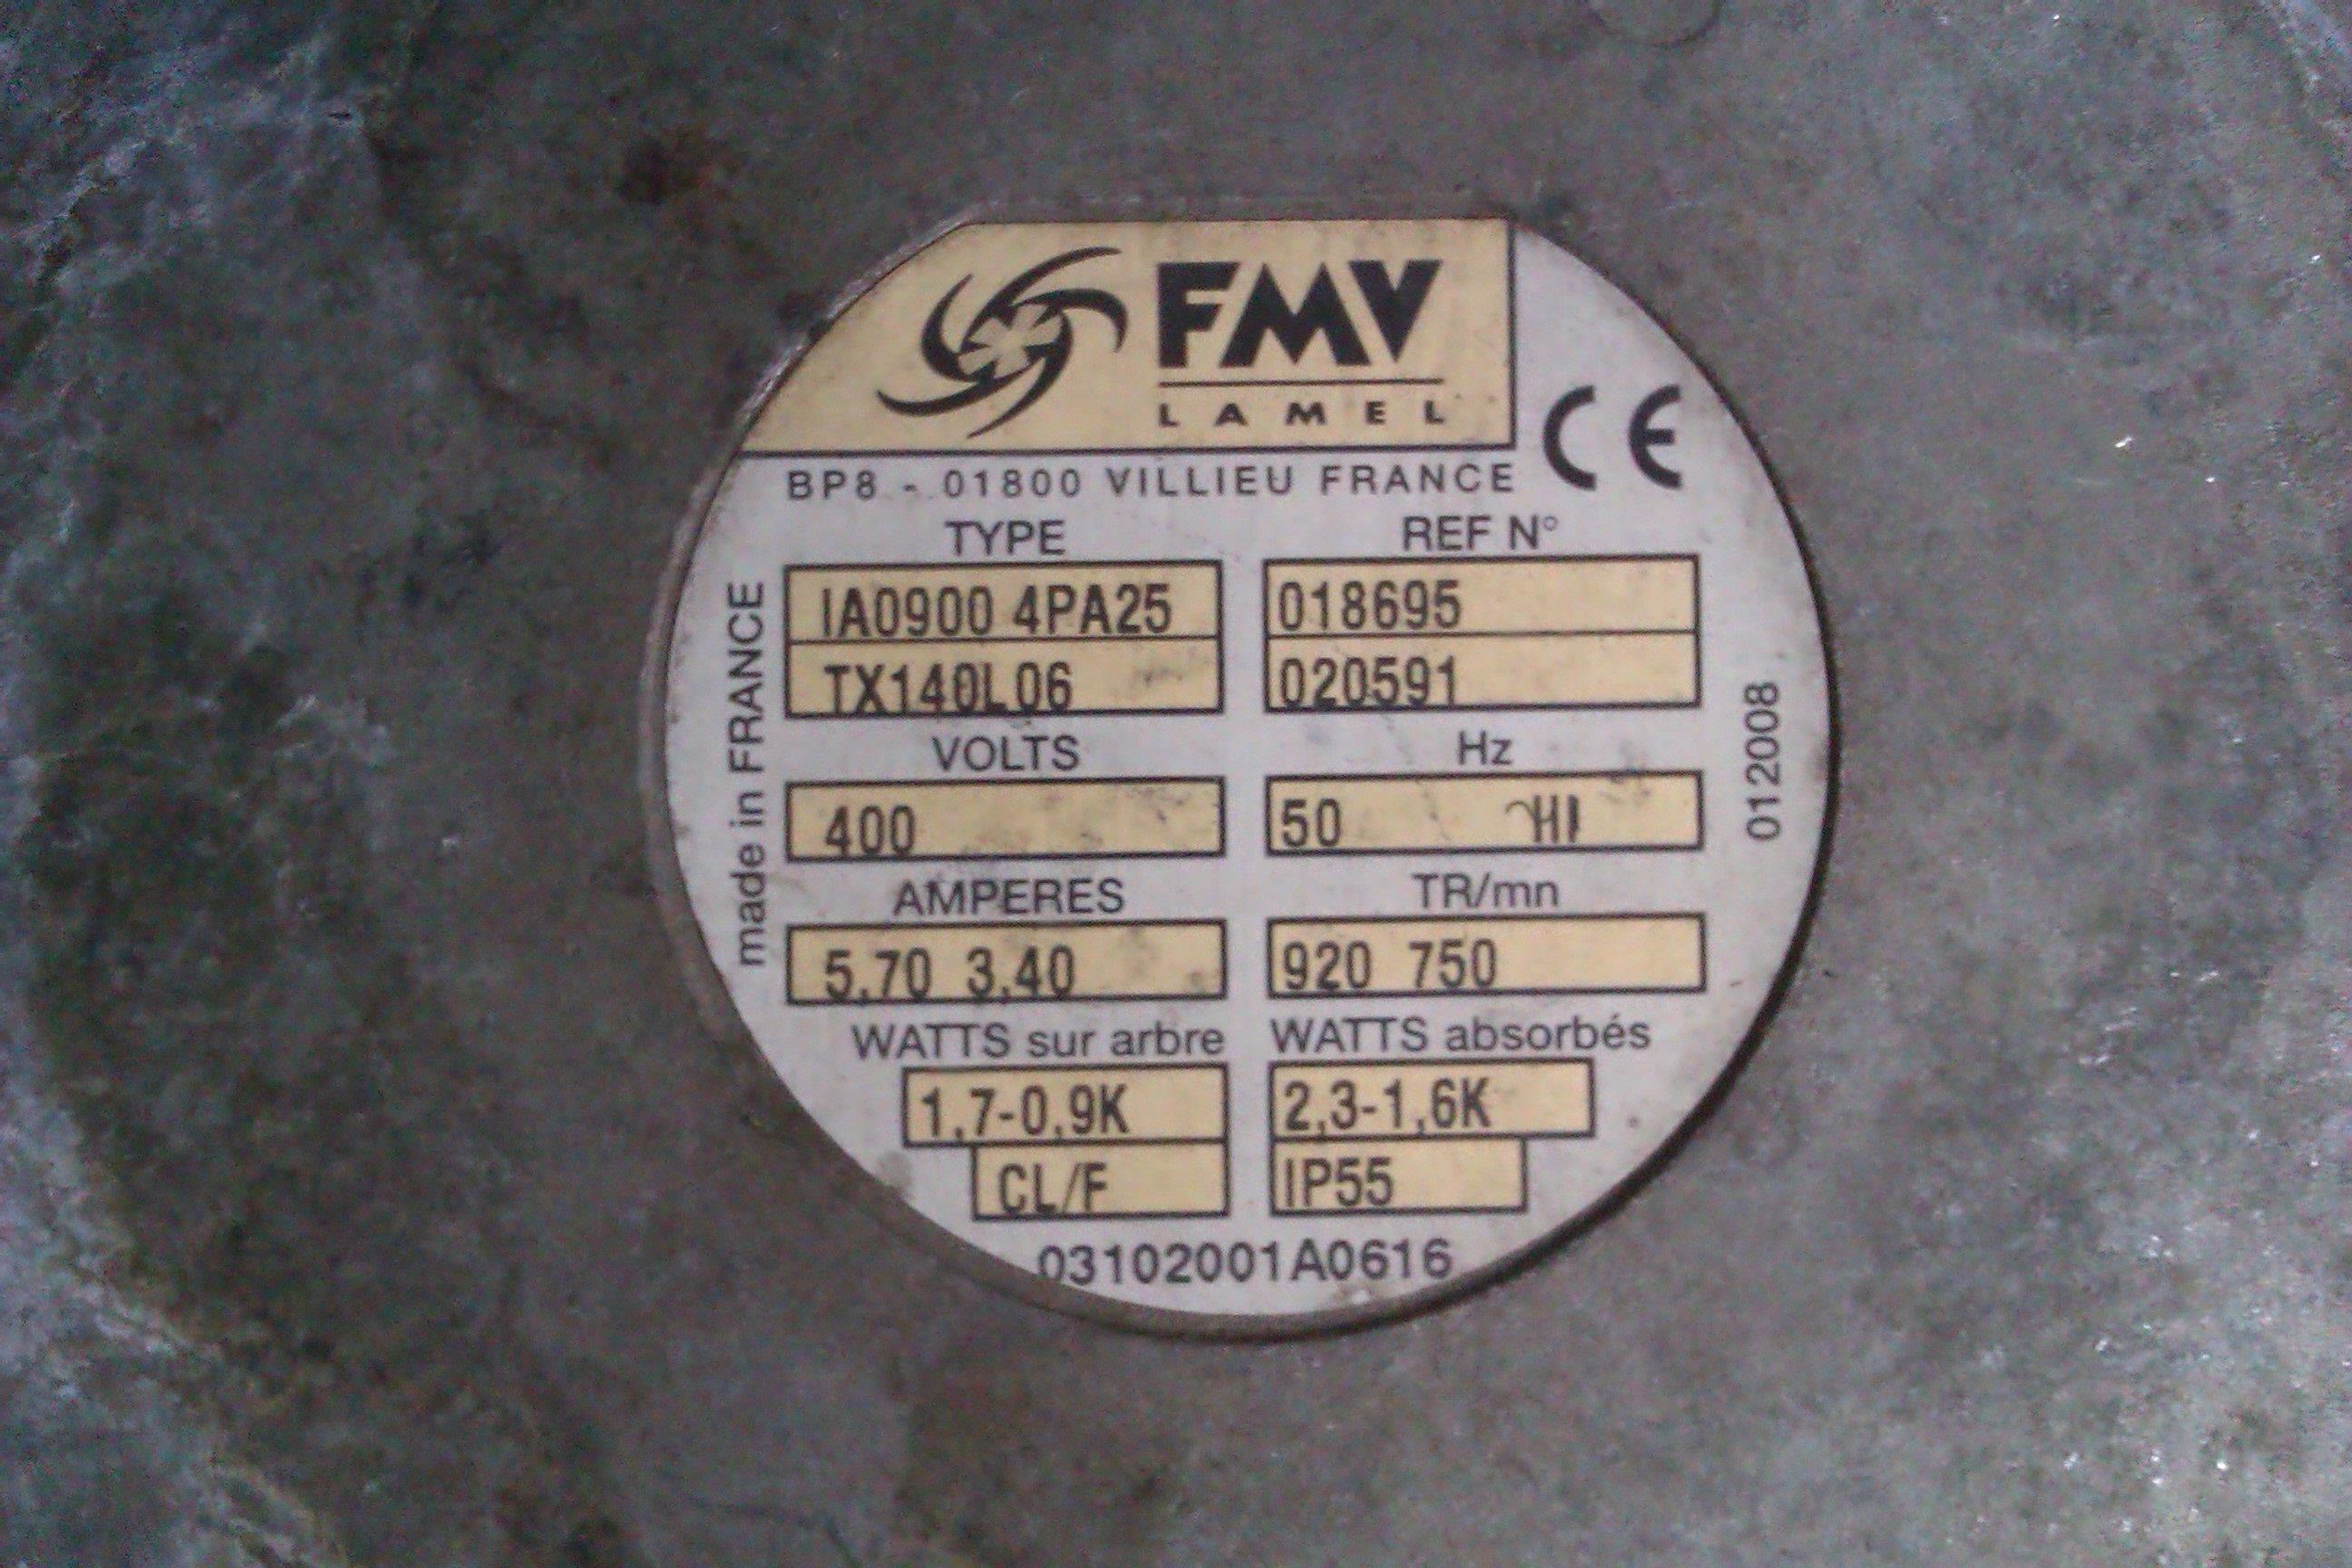 FMV
LAMEL
CE
BP8 - 01800 VILLIEU FRANCE
TYPE REF N°
IA0900 4PA25 018695
TX140L06 020591
VOLTS Hz
400 50
AMPERES TR/mn
5,70 3,40 920 750
WATTS sur arbre WATTS absorbés
1,7-0,9K 2,3-1,6K
CL/F IP55
03102001A0616
made in FRANCE
012008